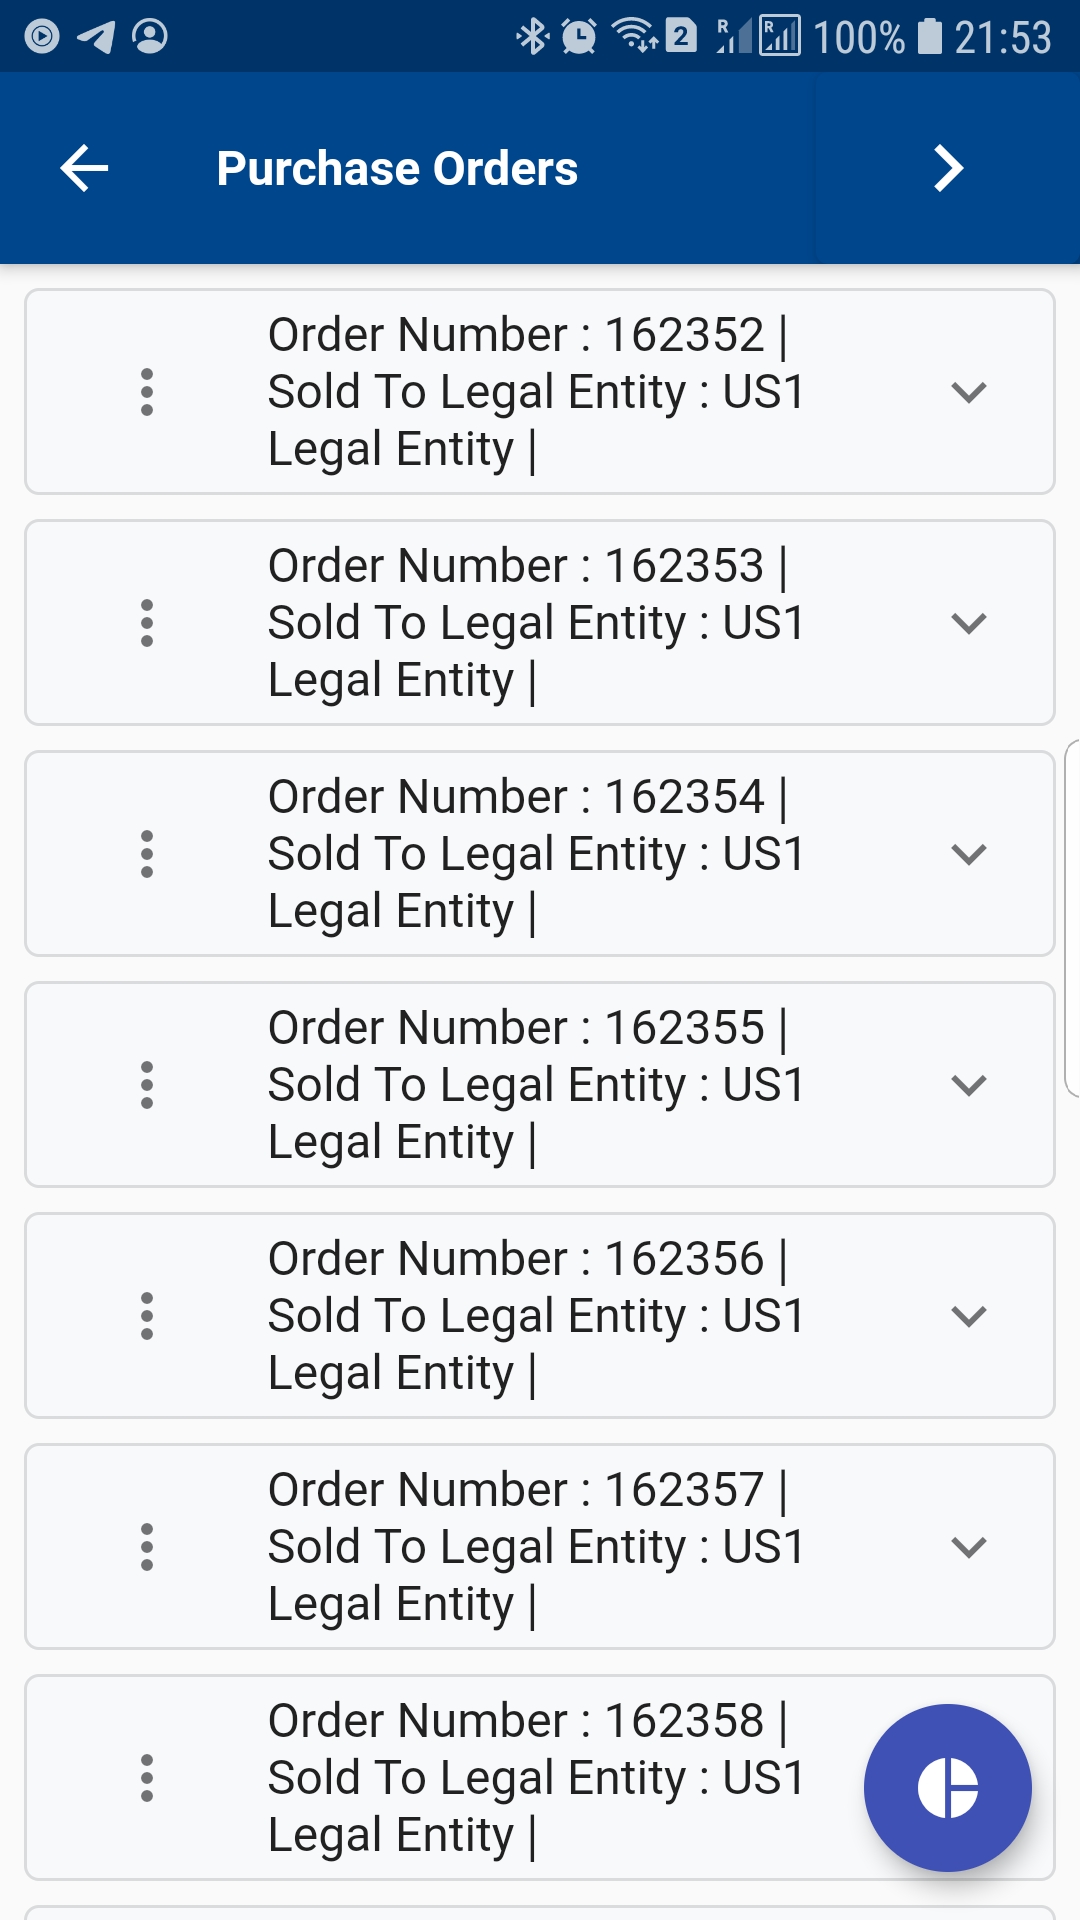 R R 2 100% 21:53
Purchase Orders
Order Number : 162352 |
Sold To Legal Entity : US1
Legal Entity |
Order Number : 162353 |
Sold To Legal Entity : US1
Legal Entity |
Order Number : 162354 |
Sold To Legal Entity : US1
Legal Entity |
Order Number : 162355 |
Sold To Legal Entity : US1
Legal Entity |
Order Number : 162356 |
Sold To Legal Entity : US1
Legal Entity |
Order Number : 162357 |
Sold To Legal Entity : US1
Legal Entity |
Order Number : 162358 |
Sold To Legal Entity : US1
Legal Entity |